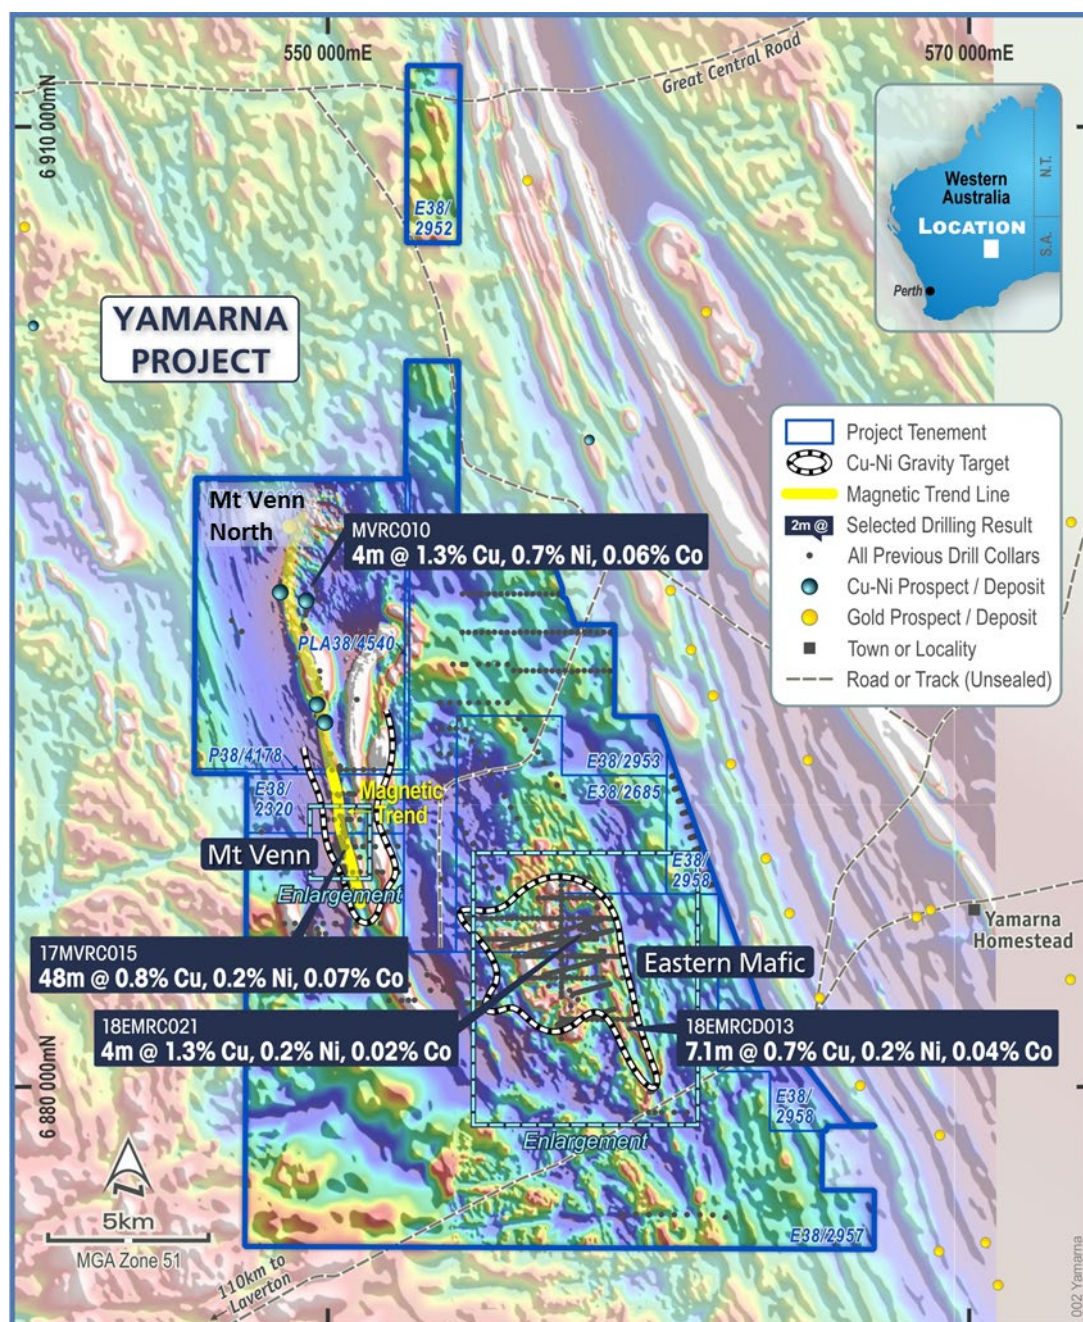 550 000mE
570 000mE
Great Central Road
6 910 000mN
E38/
2952
Western
Australia
LOCATION
N.T.
S.A.
Perth
YAMARNA
PROJECT
Project Tenement
Cu-Ni Gravity Target
Magnetic Trend Line
2m @
Selected Drilling Result
All Previous Drill Collars
Cu-Ni Prospect / Deposit
Gold Prospect / Deposit
Town or Locality
Road or Track (Unsealed)
Mt Venn
North
MVRC010
4m @ 1.3% Cu, 0.7% Ni, 0.06% Co
PLA38/4540
P38/4178
E38/
2320
Magnetic
Trend
E38/2953
E38/2685
Mt Venn
Enlargement
E38/
2958
Yamarna
Homestead
17MVRC015
48m @ 0.8% Cu, 0.2% Ni, 0.07% Co
Eastern Mafic
18EMRC021
4m @ 1.3% Cu, 0.2% Ni, 0.02% Co
18EMRCD013
7.1m @ 0.7% Cu, 0.2% Ni, 0.04% Co
6 880 000mN
E38/
2958
Enlargement
N
5km
MGA Zone 51
E38/2957
110km to
Laverton
002 Yamarna